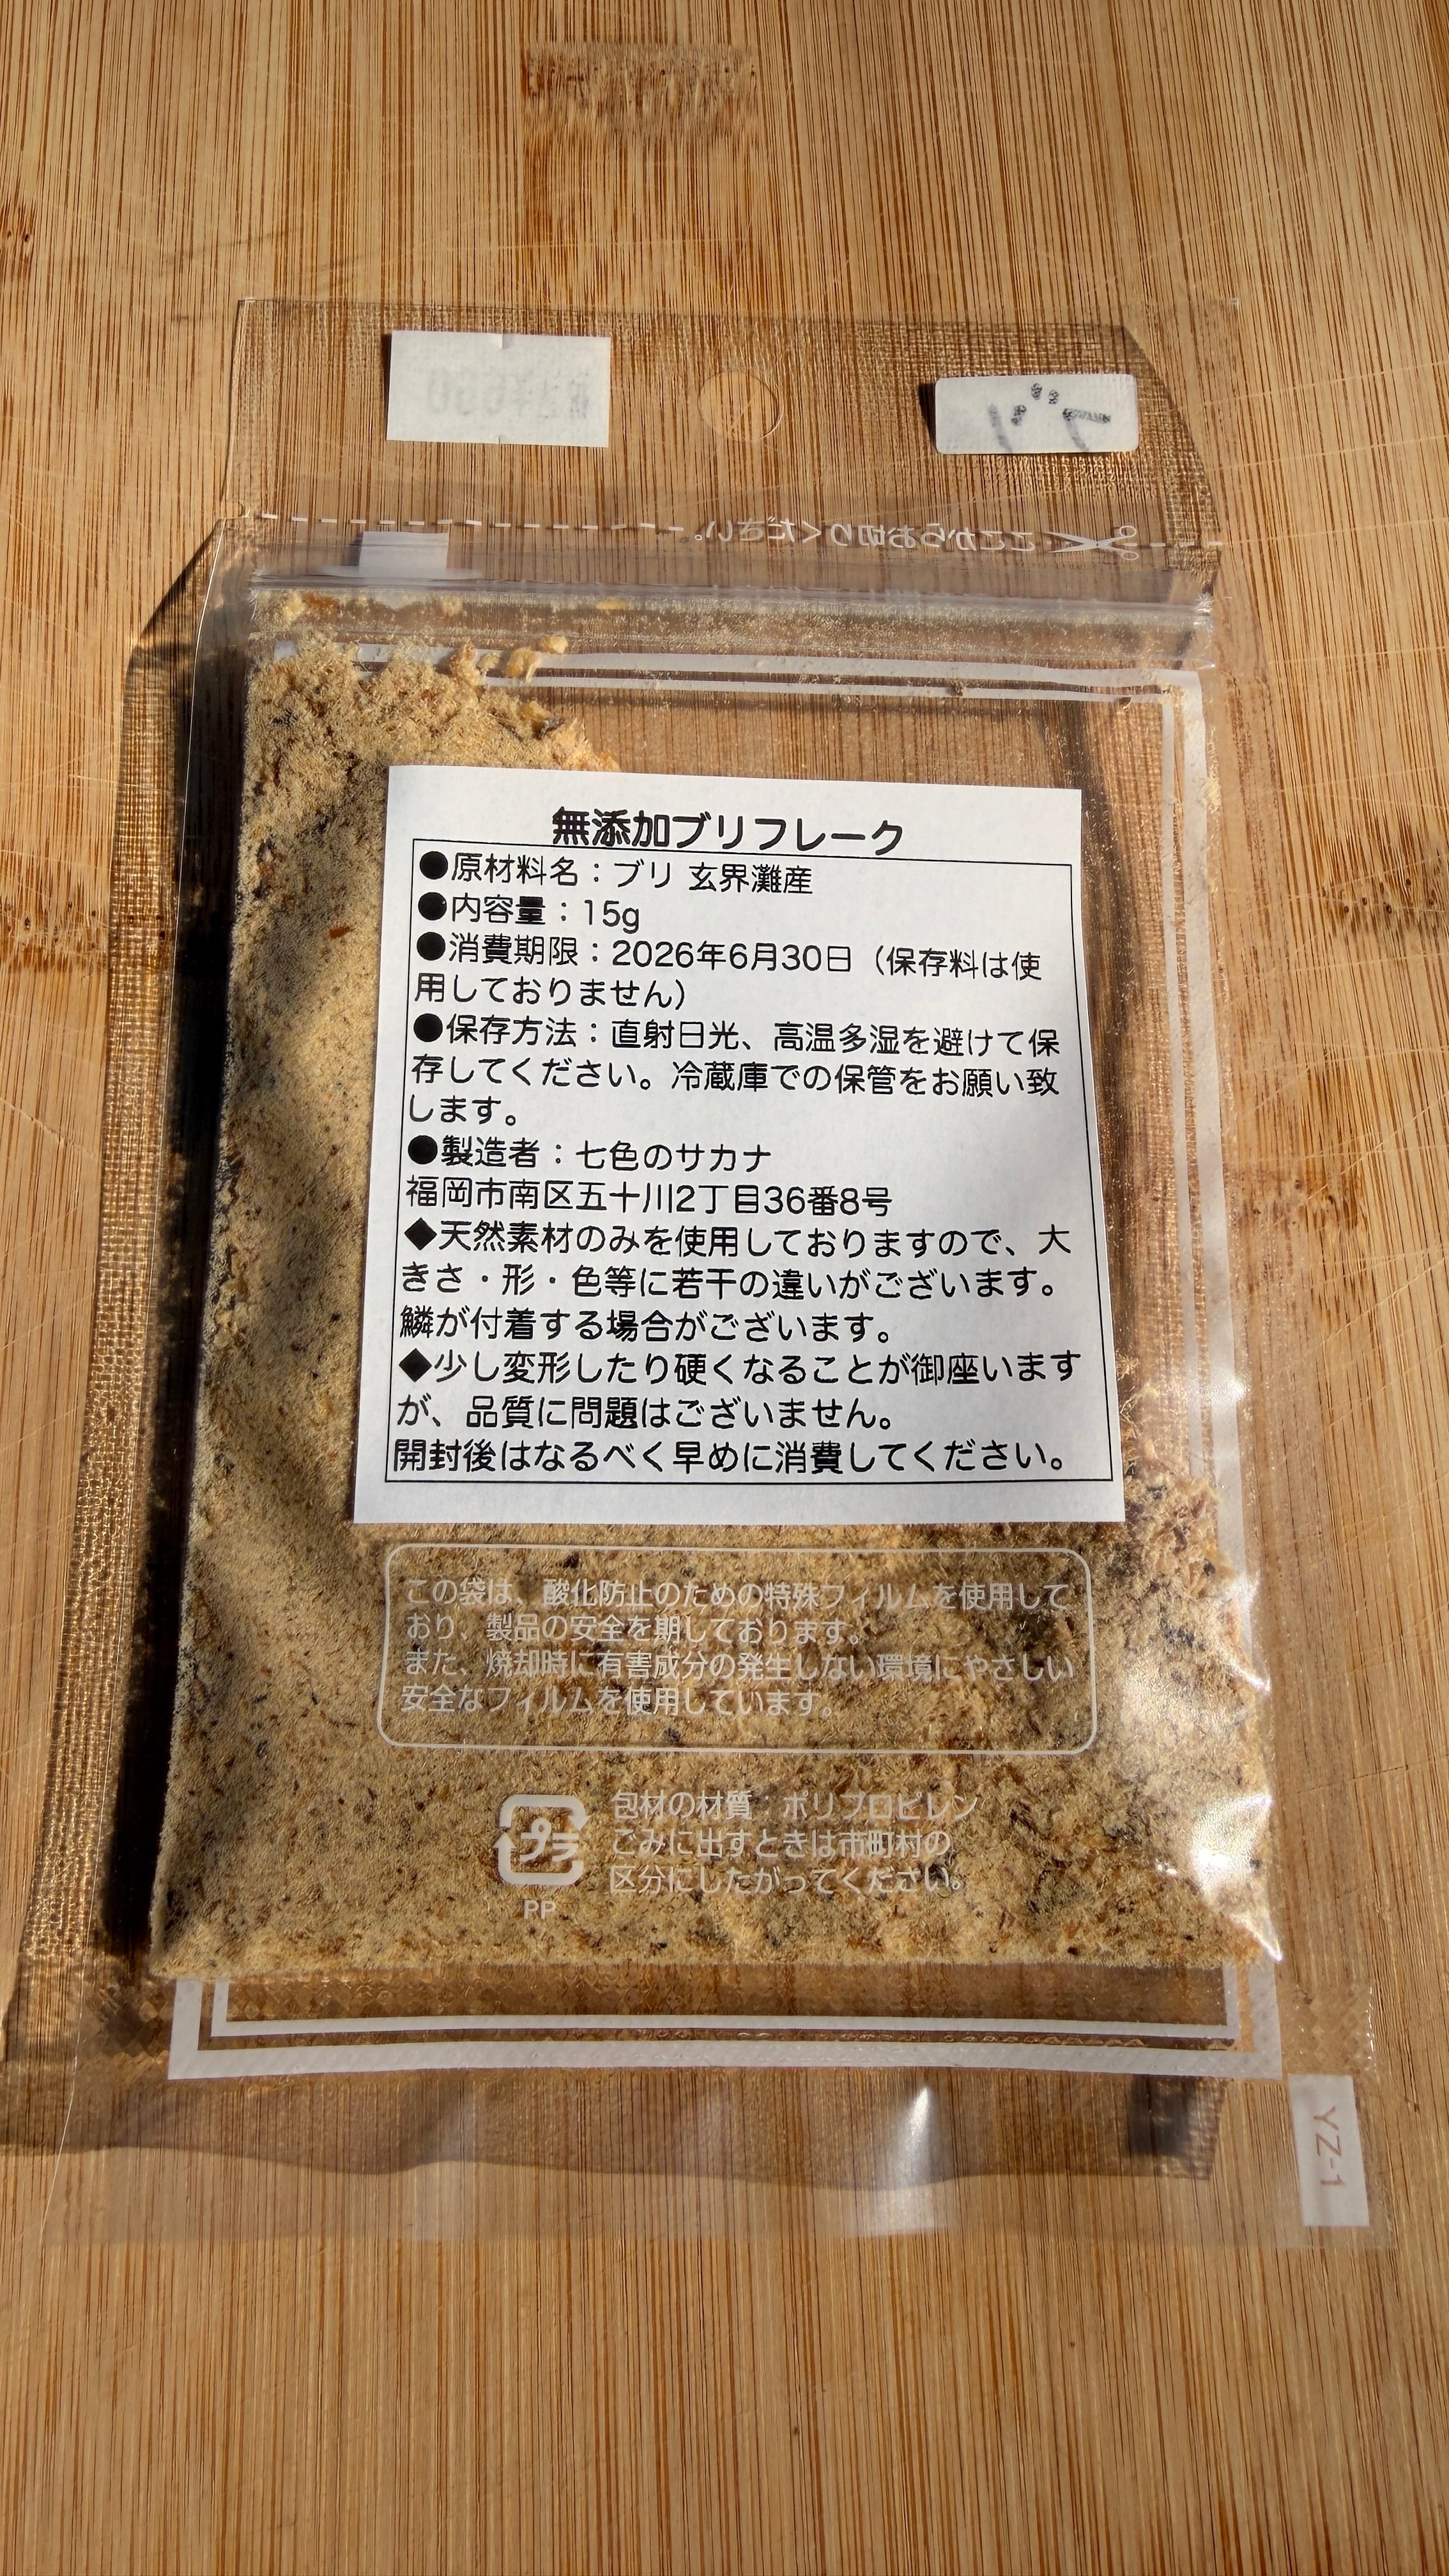 ブリ
ここからお切りください。
無添加ブリフレーク
●原材料名：ブリ 玄界灘産
●内容量：15g
●消費期限：2026年6月30日（保存料は使
用しておりません）
●保存方法：直射日光、高温多湿を避けて保
存してください。冷蔵庫での保管をお願い致
します。
●製造者：七色のサカナ
福岡市南区五十川2丁目36番8号
◆天然素材のみを使用しておりますので、大
きさ・形・色等に若干の違いがございます。
鱗が付着する場合がございます。
◆少し変形したり硬くなることが御座います
が、品質に問題はございません。
開封後はなるべく早めに消費してください。
この袋は、酸化防止のための特殊フィルムを使用して
おり、製品の安全を期しております。
また、焼却時に有害成分の発生しない環境にやさしい
安全なフィルムを使用しています。
プラ
PP
包材の材質：ポリプロピレン
ごみに出すときは市町村の
区分にしたがってください。
YZ-1